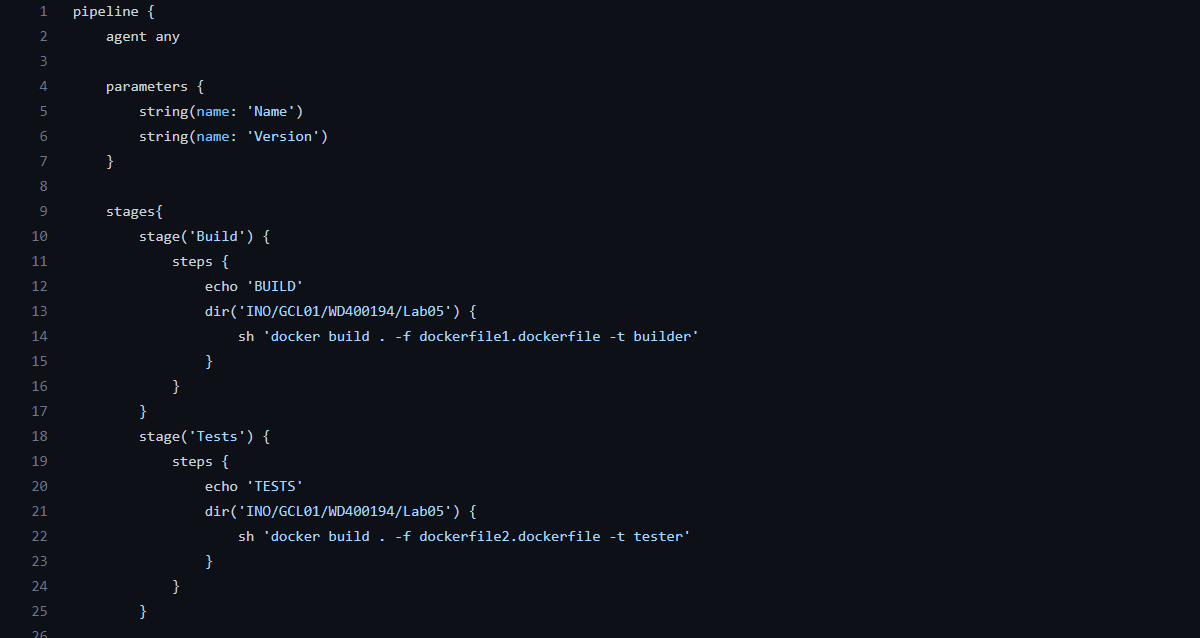 1 pipeline {
2 agent any
3
4 parameters {
5 string(name: 'Name')
6 string(name: 'Version')
7 }
8
9 stages{
10 stage('Build') {
11 steps {
12 echo 'BUILD'
13 dir('INO/GCL01/WD400194/Lab05') {
14 sh 'docker build . -f dockerfile1.dockerfile -t builder'
15 }
16 }
17 }
18 stage('Tests') {
19 steps {
20 echo 'TESTS'
21 dir('INO/GCL01/WD400194/Lab05') {
22 sh 'docker build . -f dockerfile2.dockerfile -t tester'
23 }
24 }
25 }
26